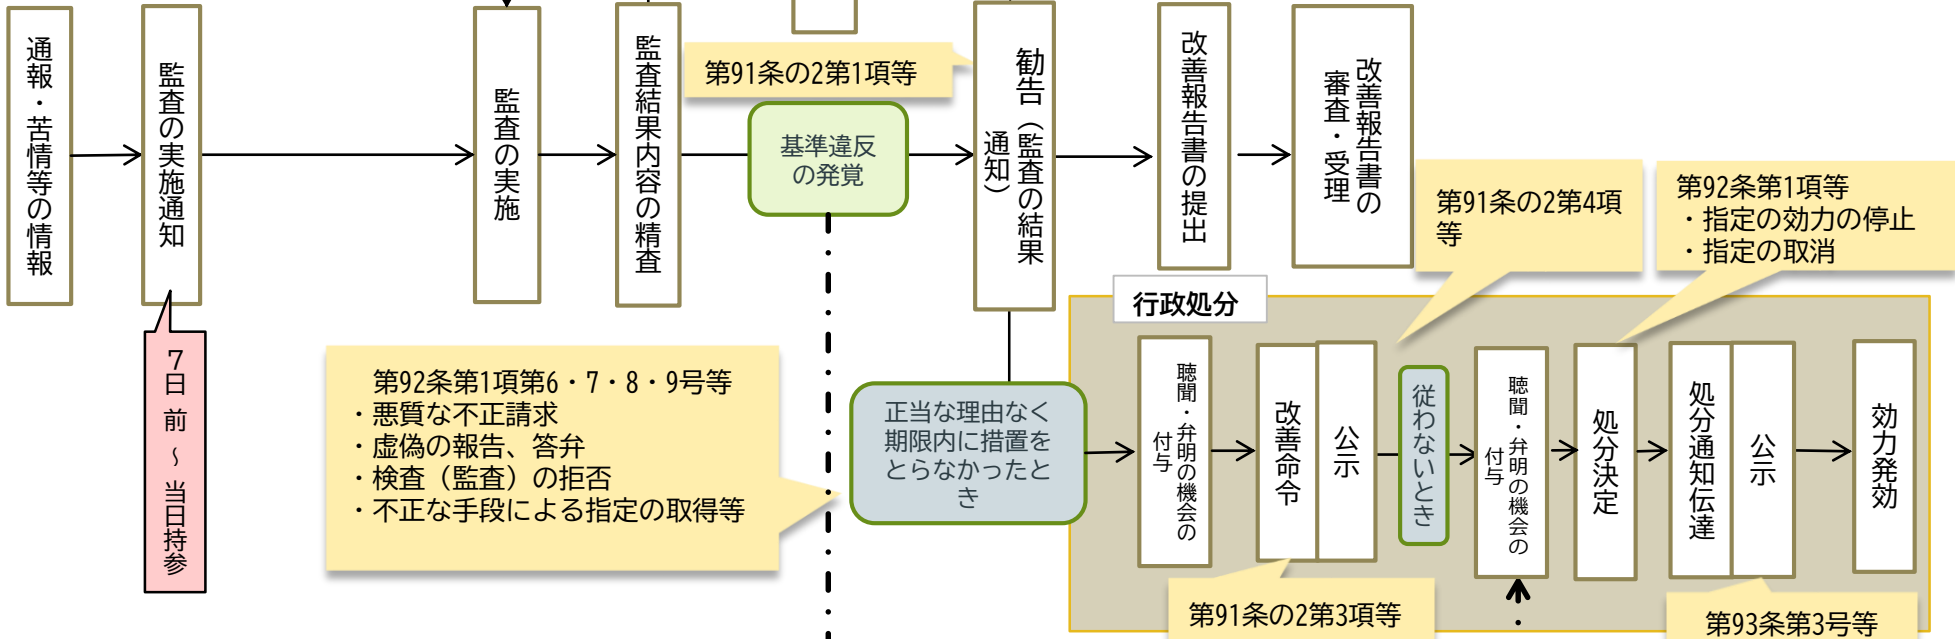 通報・苦情等の情報
監査の実施通知
7日前～当日持参
監査の実施
監査結果内容の精査
第91条の2第1項等
基準違反
の発覚
勧告（監査の結果
通知）
改善報告書の提出
改善報告書の
審査・受理
第91条の2第4項
等
第92条第1項等
・指定の効力の停止
・指定の取消
第92条第1項第6・7・8・9号等
・悪質な不正請求
・虚偽の報告、答弁
・検査（監査）の拒否
・不正な手段による指定の取得等
行政処分
正当な理由なく
期限内に措置を
とらなかったと
き
聴聞・弁明の機会の
付与
改善命令
公示
従わないとき
聴聞・弁明の機会の
付与
処分決定
処分通知伝達
公示
効力発効
第91条の2第3項等
第93条第3号等